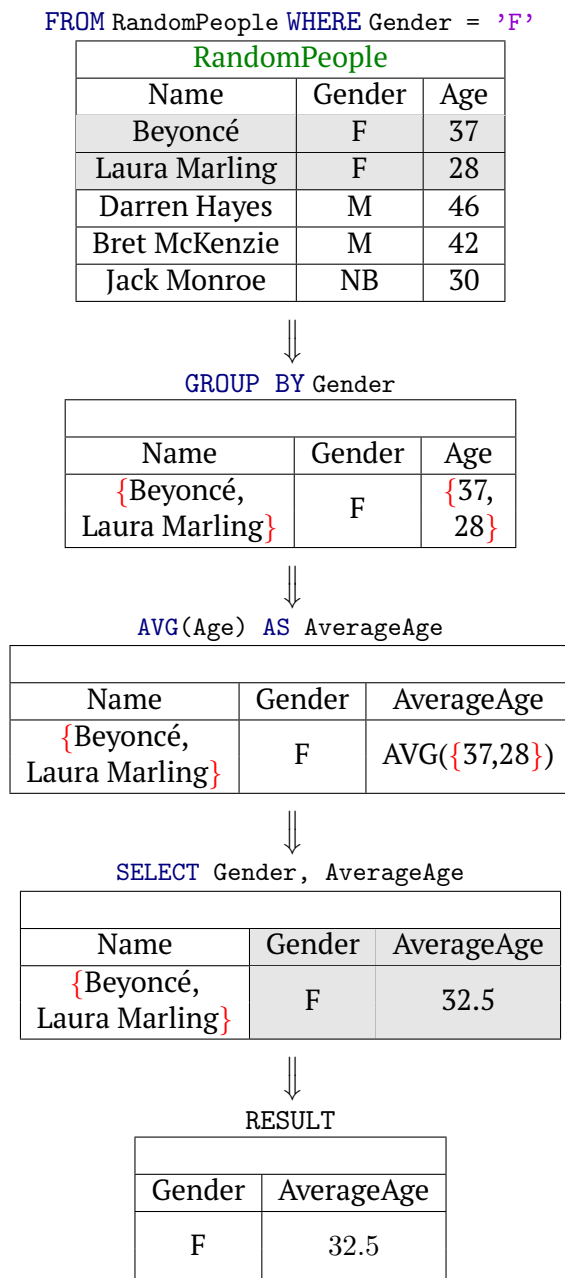 FROM RandomPeople WHERE Gender = 'F'
RandomPeople
Name Gender Age
Beyoncé F 37
Laura Marling F 28
Darren Hayes M 46
Bret McKenzie M 42
Jack Monroe NB 30
⇓
GROUP BY Gender
Name Gender Age
{Beyoncé, Laura Marling} F {37, 28}
⇓
AVG(Age) AS AverageAge
Name Gender AverageAge
{Beyoncé, Laura Marling} F AVG({37,28})
⇓
SELECT Gender, AverageAge
Name Gender AverageAge
{Beyoncé, Laura Marling} F 32.5
⇓
RESULT
Gender AverageAge
F 32.5